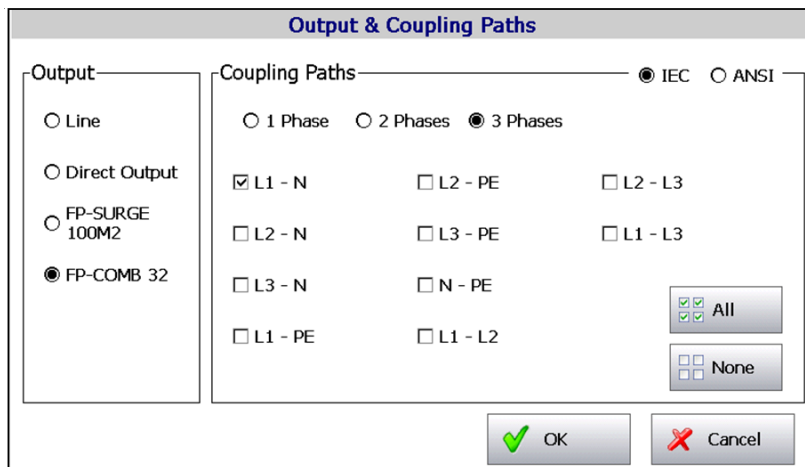 Output & Coupling Paths
Output
Line
Direct Output
FP-SURGE
100M2
FP-COMB 32
Coupling Paths
IEC
ANSI
1 Phase
2 Phases
3 Phases
L1 - N
L2 - PE
L2 - L3
L2 - N
L3 - PE
L1 - L3
L3 - N
N - PE
L1 - PE
L1 - L2
All
None
OK
Cancel